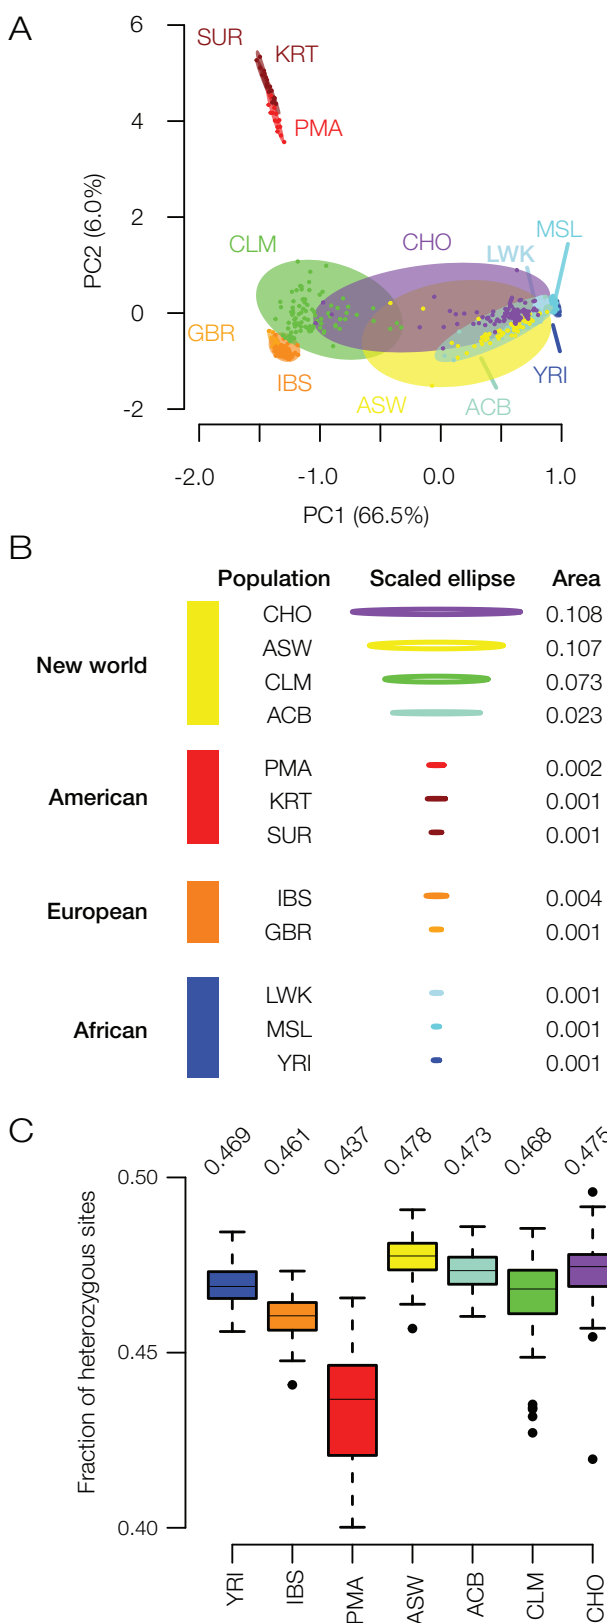 A
6
4
2
0
-2
PC2 (6.0%)
SUR
KRT
PMA
CLM
CHO
MSL
LWK
GBR
IBS
ASW
ACB
YRI
-2.0 -1.0 0.0 1.0
PC1 (66.5%)
B
Population Scaled ellipse Area
New world
CHO 0.108
ASW 0.107
CLM 0.073
ACB 0.023
American
PMA 0.002
KRT 0.001
SUR 0.001
European
IBS 0.004
GBR 0.001
African
LWK 0.001
MSL 0.001
YRI 0.001
C
0.469 0.461 0.437 0.478 0.473 0.468 0.475
0.50
0.45
0.40
Fraction of heterozygous sites
YRI IBS PMA ASW ACB CLM CHO